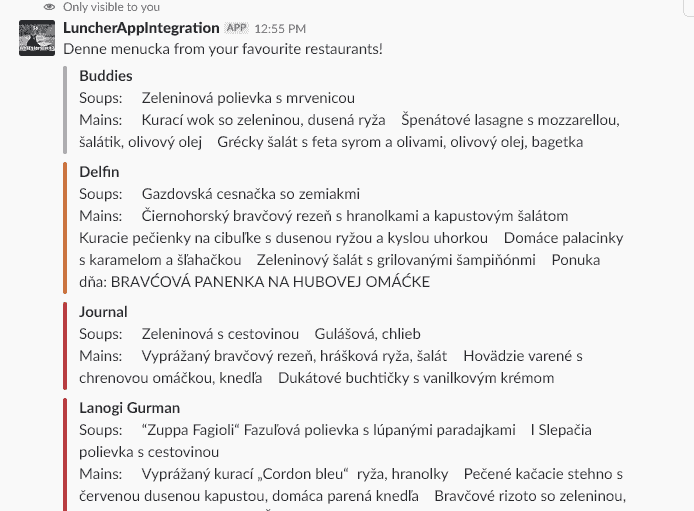 Only visible to you
LuncherAppIntegration APP 12:55 PM
Denne menucka from your favourite restaurants!
Buddies
Soups: Zeleninová polievka s mrvenicou
Mains: Kurací wok so zeleninou, dusená ryža Špenátové lasagne s mozzarellou,
šalátik, olivový olej Grécky šalát s feta syrom a olivami, olivový olej, bagetka
Delfin
Soups: Gazdovská cesnačka so zemiakmi
Mains: Čiernohorský bravčový rezeň s hranolkami a kapustovým šalátom
Kuracie pečienky na cibuľke s dusenou ryžou a kyslou uhorkou Domáce palacinky
s karamelom a šľahačkou Zeleninový šalát s grilovanými šampiňónmi Ponuka
dňa: BRAVĆOVÁ PANENKA NA HUBOVEJ OMÁĆKE
Journal
Soups: Zeleninová s cestovinou Gulášová, chlieb
Mains: Vyprážaný bravčový rezeň, hrášková ryža, šalát Hovädzie varené s
chrenovou omáčkou, knedľa Dukátové buchtičky s vanilkovým krémom
Lanogi Gurman
Soups: “Zuppa Fagioli“ Fazuľová polievka s lúpanými paradajkami I Slepačia
polievka s cestovinou
Mains: Vyprážaný kurací „Cordon bleu“ ryža, hranolky Pečené kačacie stehno s
červenou dusenou kapustou, domáca parená knedľa Bravčové rizoto so zeleninou,